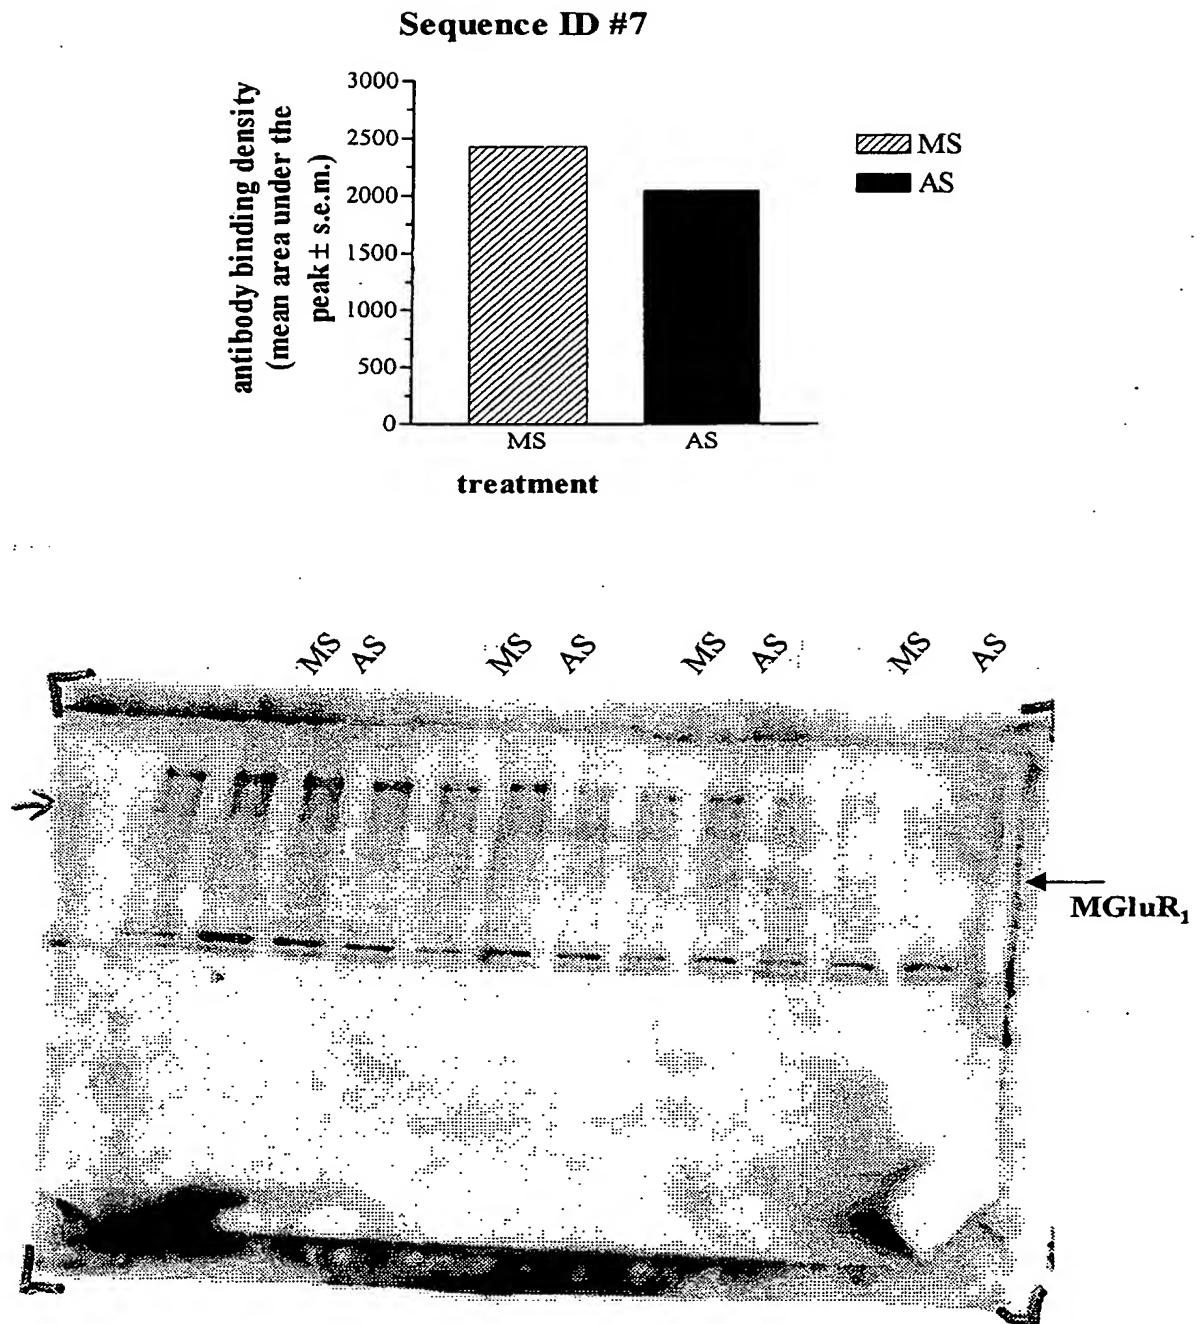 Sequence ID #7
antibody binding density
(mean area under the
peak ± s.e.m.)
3000
2500
2000
1500
1000
500
0
MS
AS
MS AS
treatment
MS AS MS AS MS AS MS AS
MGluR1